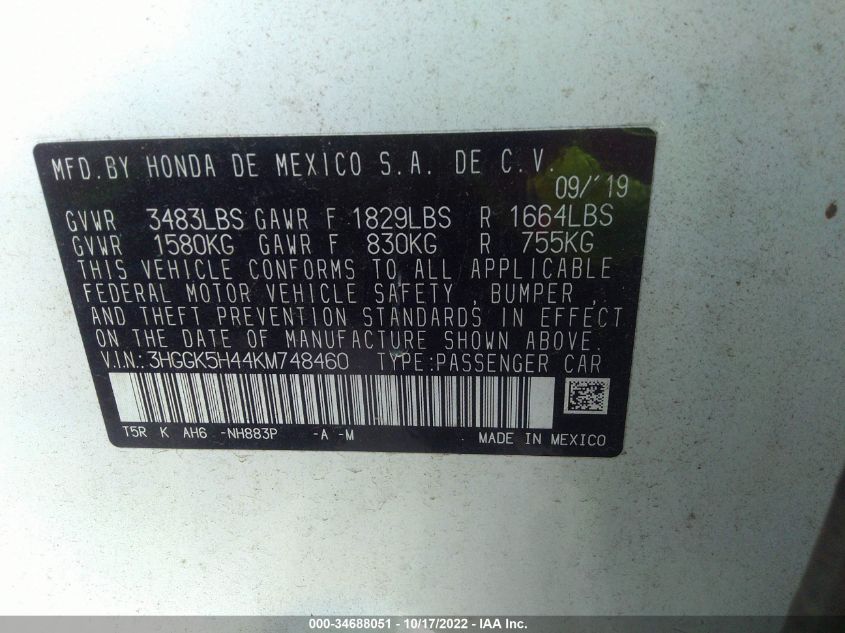 MFD.BY HONDA DE MEXICO S.A. DE C.V.
09/'19
GVWR 3483LBS GAWR F 1829LBS R 1664LBS
GVWR 1580KG GAWR F 830KG R 755KG
THIS VEHICLE CONFORMS TO ALL APPLICABLE
FEDERAL MOTOR VEHICLE SAFETY , BUMPER ,
AND THEFT PREVENTION STANDARDS IN EFFECT
ON THE DATE OF MANUFACTURE SHOWN ABOVE.
V.I.N.:3HGGK5H44KM748460 TYPE:PASSENGER CAR
T5R K AH6 -NH883P -A -M MADE IN MEXICO
000-34688051 - 10/17/2022 - IAA Inc.